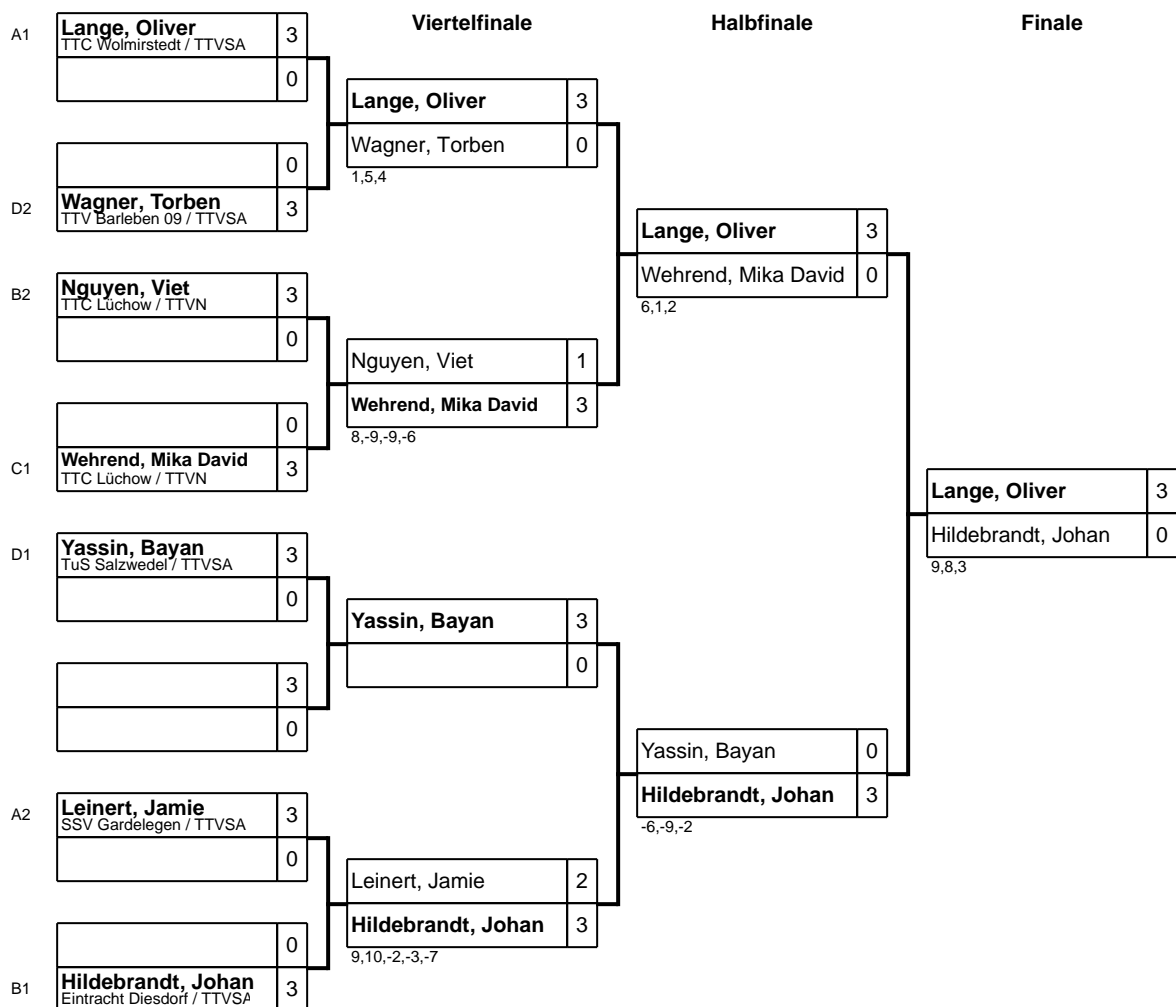 Viertelfinale
Halbfinale
Finale
A1
Lange, Oliver 3
TTC Wolmirstedt / TTVSA
0
0
D2
Wagner, Torben 3
TTV Barleben 09 / TTVSA
B2
Nguyen, Viet 3
TTC Lüchow / TTVN
0
0
C1
Wehrend, Mika David 3
TTC Lüchow / TTVN
D1
Yassin, Bayan 3
TuS Salzwedel / TTVSA
0
3
0
A2
Leinert, Jamie 3
SSV Gardelegen / TTVSA
0
0
B1
Hildebrandt, Johan 3
Eintracht Diesdorf / TTVSA
Lange, Oliver 3
Wagner, Torben 0
1,5,4
Nguyen, Viet 1
Wehrend, Mika David 3
8,-9,-9,-6
Yassin, Bayan 3
0
Leinert, Jamie 2
Hildebrandt, Johan 3
9,10,-2,-3,-7
Lange, Oliver 3
Wehrend, Mika David 0
6,1,2
Yassin, Bayan 0
Hildebrandt, Johan 3
-6,-9,-2
Lange, Oliver 3
Hildebrandt, Johan 0
9,8,3